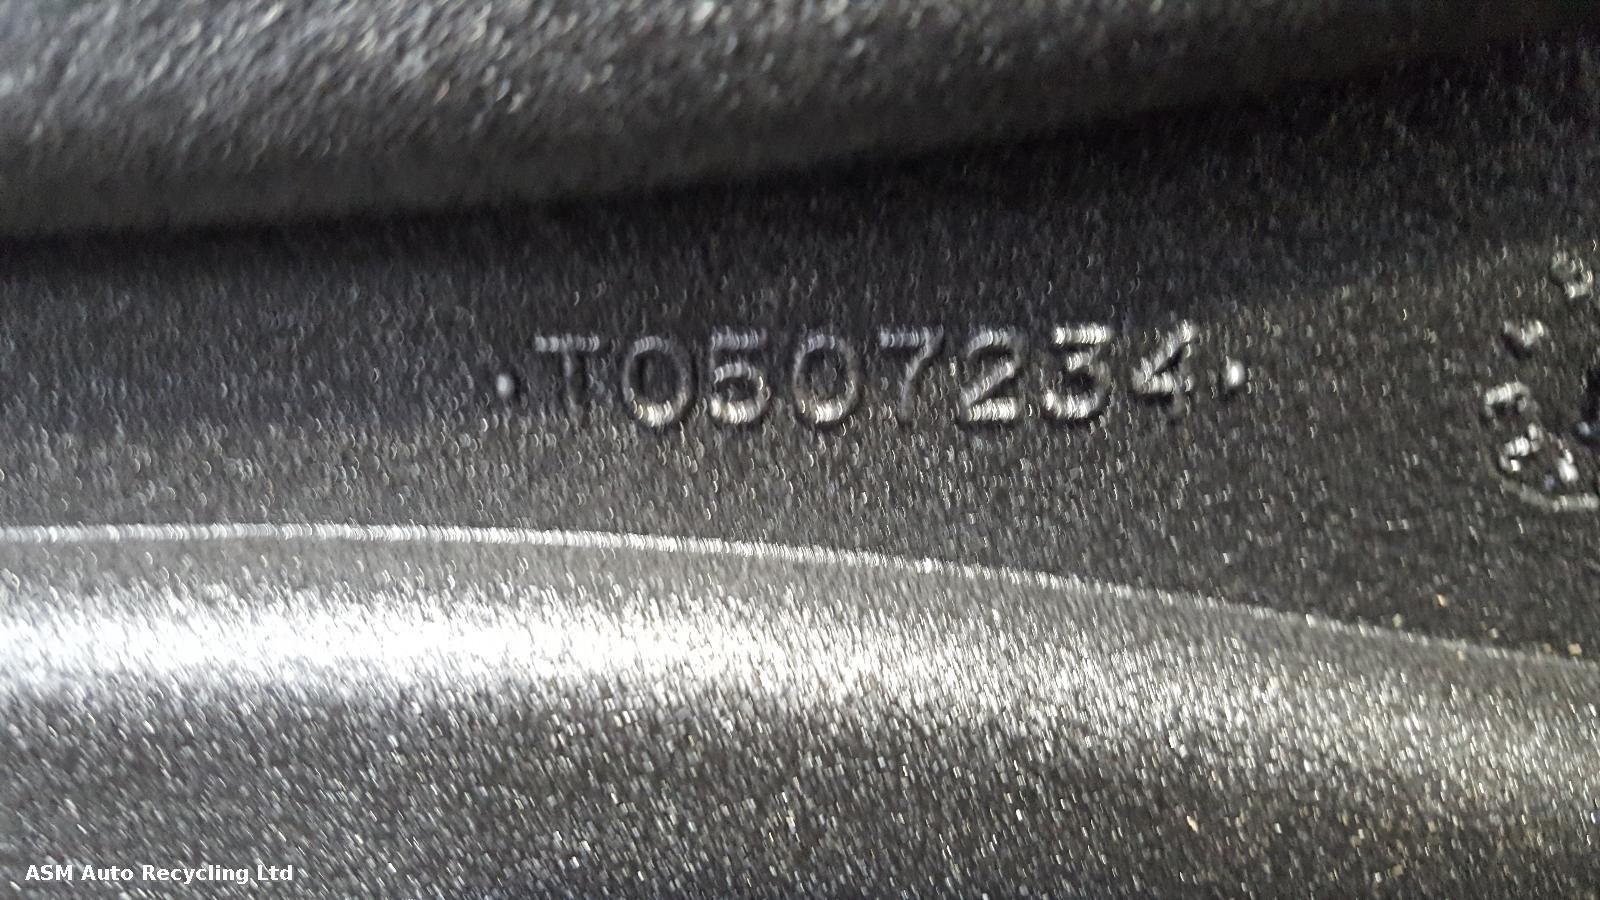 ·T0507234·
ASM Auto Recycling Ltd